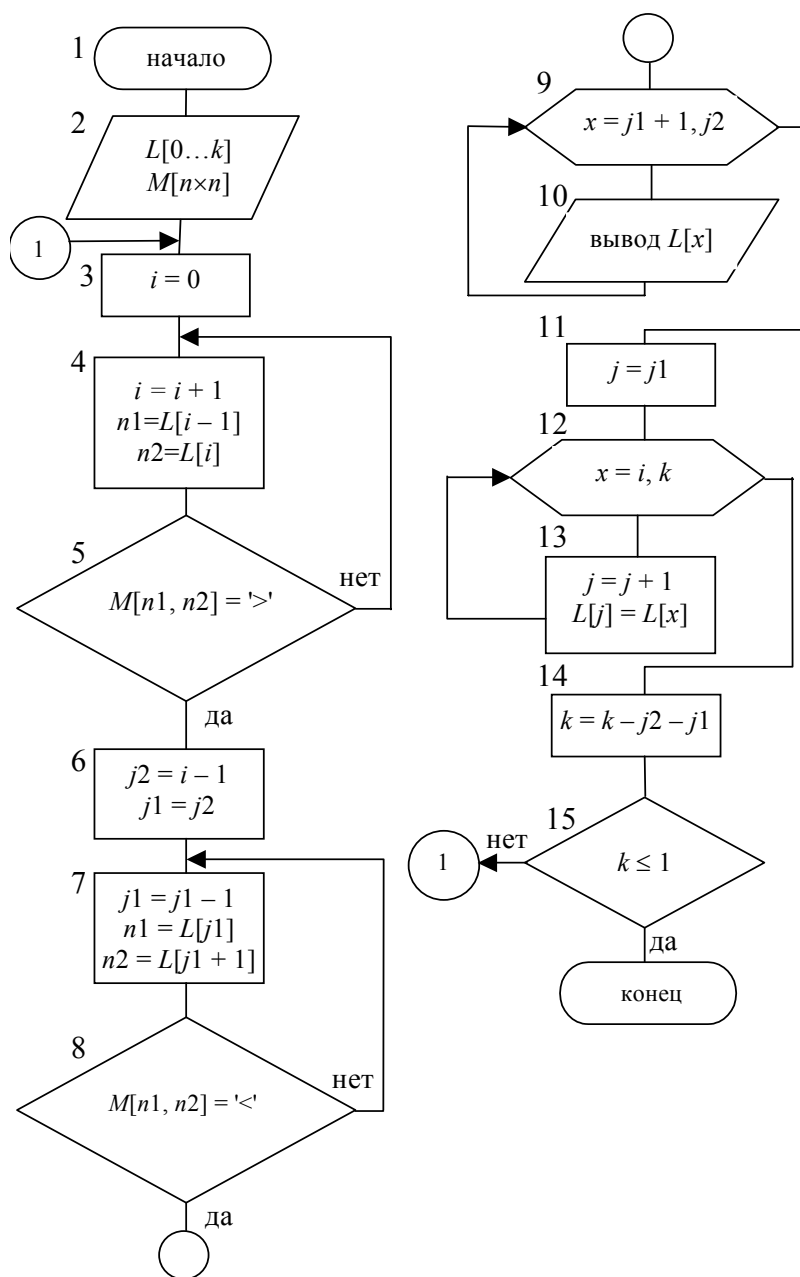 1
начало
2
L[0…k]
M[n×n]
1
3
i = 0
4
i = i + 1
n1=L[i – 1]
n2=L[i]
5
M[n1, n2] = '>'
нет
да
6
j2 = i – 1
j1 = j2
7
j1 = j1 – 1
n1 = L[j1]
n2 = L[j1 + 1]
8
M[n1, n2] = '<'
нет
да
9
x = j1 + 1, j2
10
вывод L[x]
11
j = j1
12
x = i, k
13
j = j + 1
L[j] = L[x]
14
k = k – j2 – j1
15
нет
1
k ≤ 1
да
конец